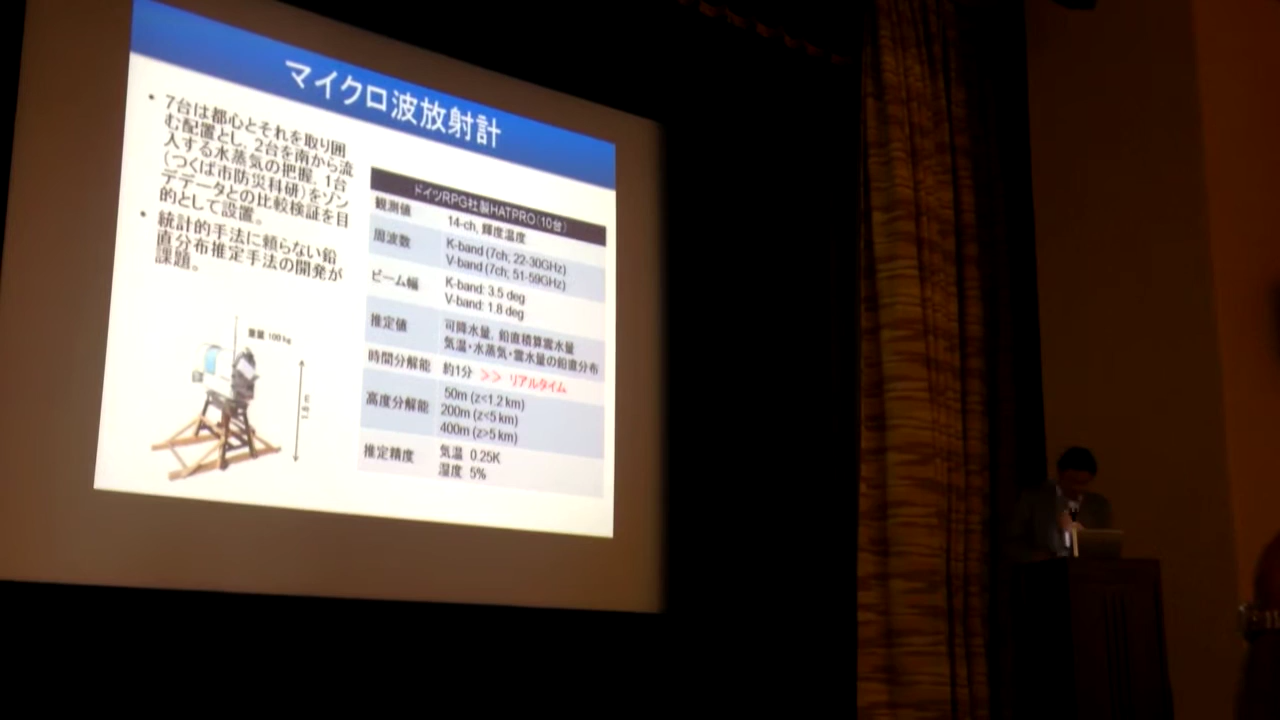 マイクロ波放射計
• 7台は都心とそれを取り囲
む配置とし，2台を南から流
入する水蒸気の把握，1台
（つくば市防災科研）をゾン
デデータとの比較検証を目
的として設置。
• 統計的手法に頼らない鉛
直分布推定手法の開発が
課題。
重量 100 kg
1.8 m
ドイツRPG社製HATPRO（10台）
観測値 14-ch, 輝度温度
周波数 K-band (7ch; 22-30GHz)
V-band (7ch; 51-59GHz)
ビーム幅 K-band: 3.5 deg
V-band: 1.8 deg
推定値 可降水量，鉛直積算雲水量
気温・水蒸気・雲水量の鉛直分布
時間分解能 約1分 >> リアルタイム
高度分解能 50m (z<1.2 km)
200m (z<5 km)
400m (z>5 km)
推定精度 気温 0.25K
湿度 5%